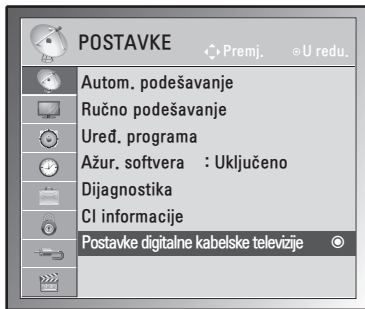 POSTAVKE Premj. U redu.
Autom. podešavanje
Ručno podešavanje
Uređ. programa
Ažur. softvera : Uključeno
Dijagnostika
CI informacije
Postavke digitalne kabelske televizije